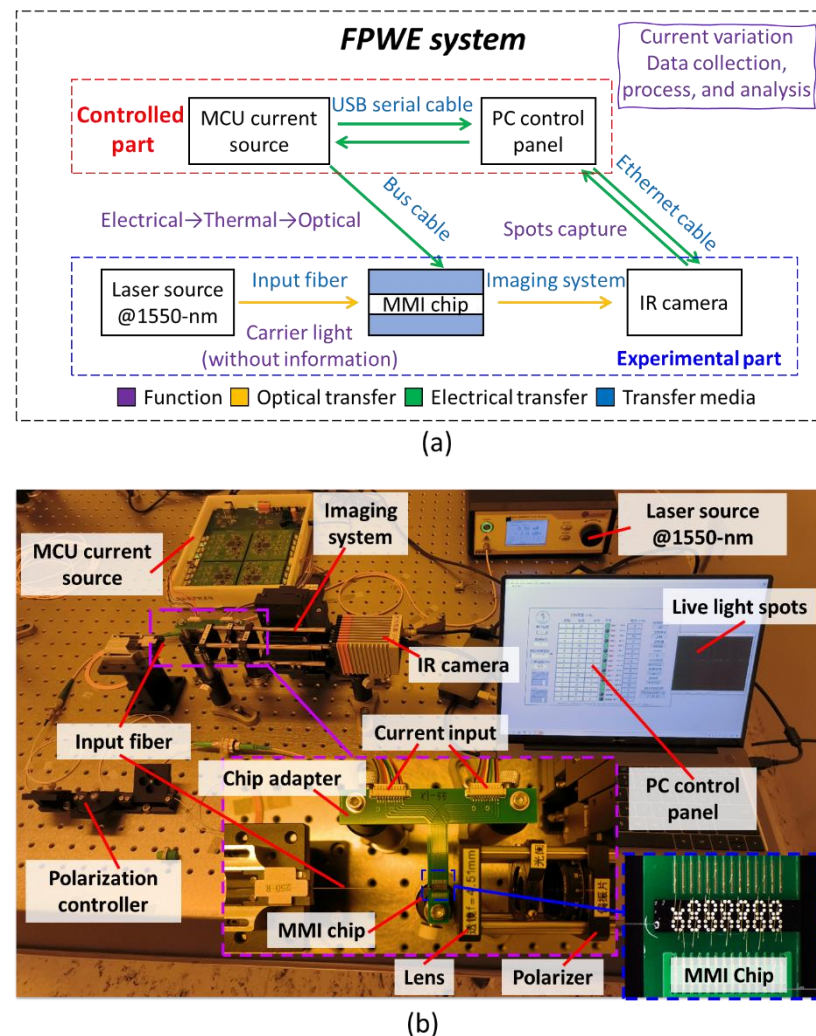 FPWE system
Current variation
Data collection,
process, and analysis
Controlled
part
MCU current
source
USB serial cable
PC control
panel
Bus cable
Ethernet cable
Electrical→Thermal→Optical
Spots capture
Laser source
@1550-nm
Input fiber
MMI chip
Imaging system
IR camera
Carrier light
(without information)
Experimental part
Function
Optical transfer
Electrical transfer
Transfer media
(a)
Imaging
system
Laser source
@1550-nm
MCU current
source
Live light spots
IR camera
Input fiber
Current input
Chip adapter
PC control
panel
Polarization
controller
250-R
MMI chip
Lens
Polarizer
MMI Chip
(b)